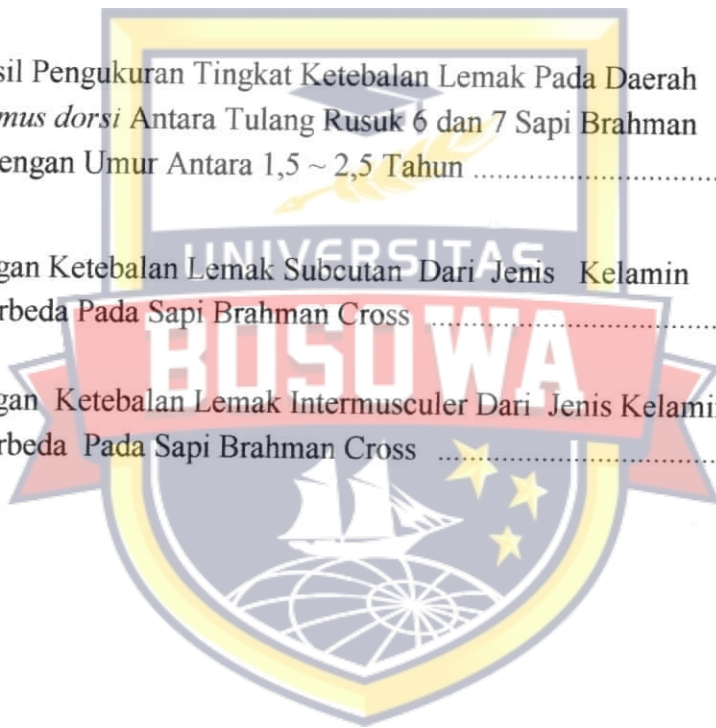 sil Pengukuran Tingkat Ketebalan Lemak Pada Daerah
mus dorsi Antara Tulang Rusuk 6 dan 7 Sapi Brahman
engan Umur Antara 1,5 ~ 2,5 Tahun ..............................
UNIVERSITAS
gan Ketebalan Lemak Subcutan Dari Jenis Kelamin
rbeda Pada Sapi Brahman Cross ..................................
BOSOWA
gan Ketebalan Lemak Intermusculer Dari Jenis Kelamin
rbeda Pada Sapi Brahman Cross .................................